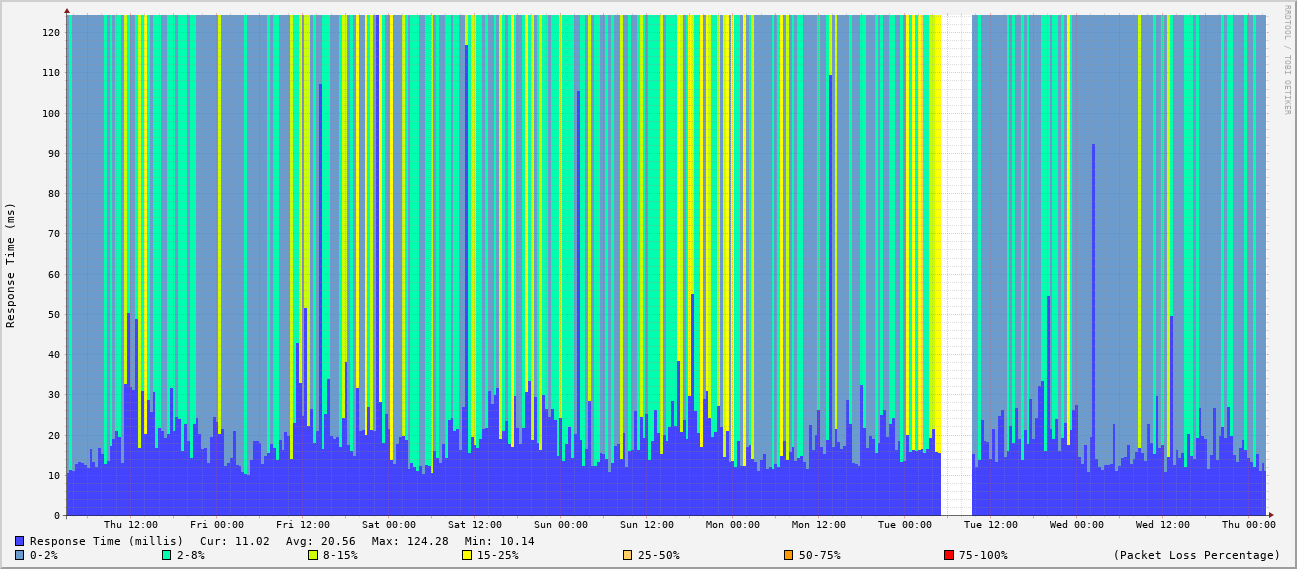 RRDTOOL / TOBI OETIKER
Response Time (ms)
120
110
100
90
80
70
60
50
40
30
20
10
0
Thu 12:00 Fri 00:00 Fri 12:00 Sat 00:00 Sat 12:00 Sun 00:00 Sun 12:00 Mon 00:00 Mon 12:00 Tue 00:00 Tue 12:00 Wed 00:00 Wed 12:00 Thu 00:00
Response Time (millis) Cur: 11.02 Avg: 20.56 Max: 124.28 Min: 10.14
0-2% 2-8% 8-15% 15-25% 25-50% 50-75% 75-100% (Packet Loss Percentage)